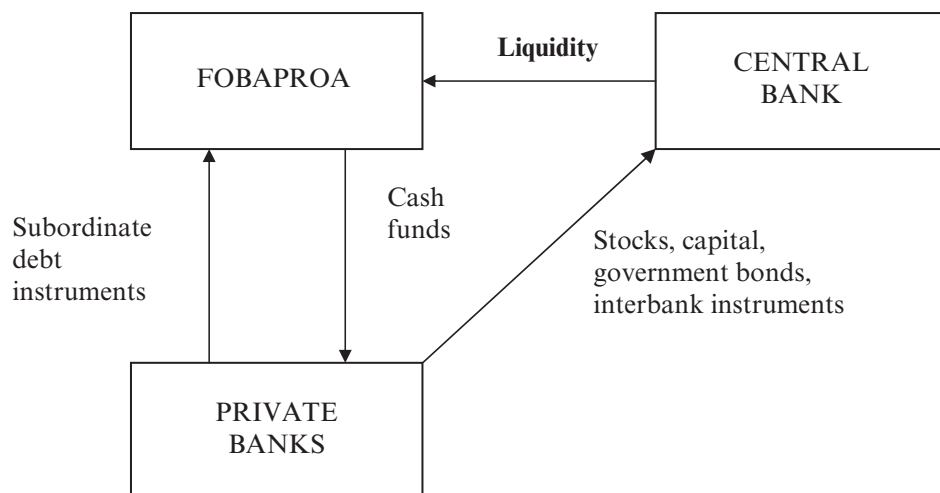 Liquidity
FOBAPROA
CENTRAL
BANK
Cash
funds
Subordinate
debt
instruments
Stocks, capital,
government bonds,
interbank instruments
PRIVATE
BANKS